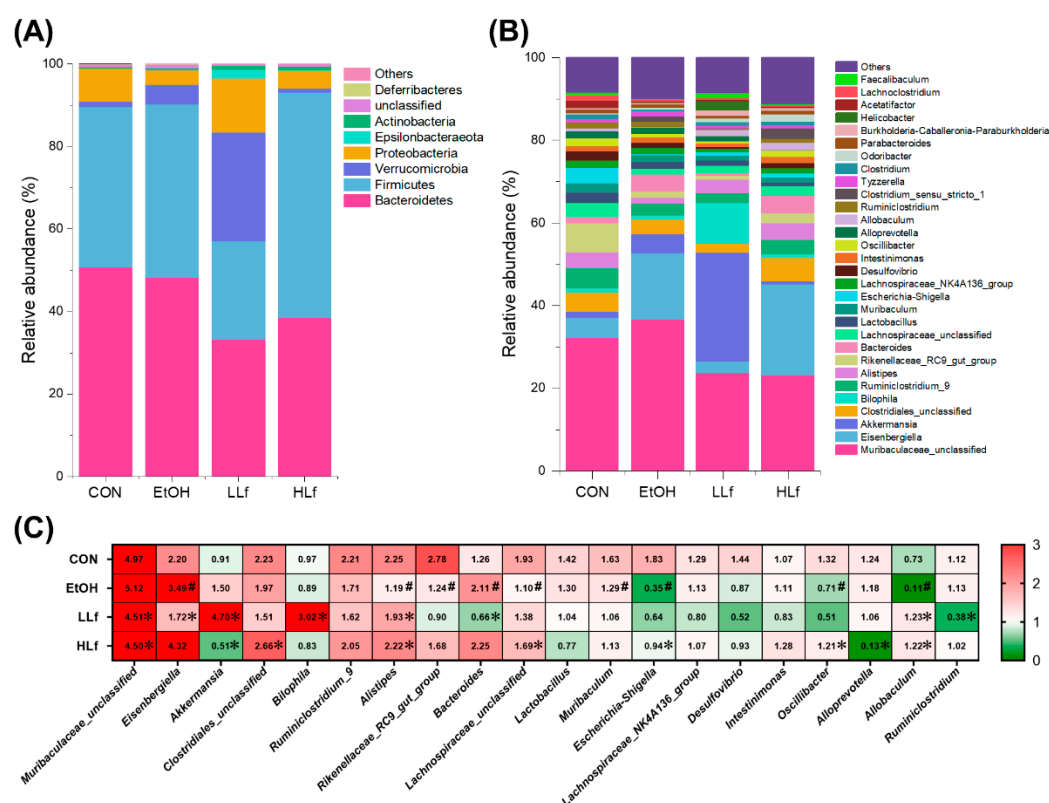 (A)
Relative abundance (%)
100
80
60
40
20
0
CON EtOH LLf HLf
Others
Deferribacteres
unclassified
Actinobacteria
Epsilonbacteraeota
Proteobacteria
Verrucomicrobia
Firmicutes
Bacteroidetes
(B)
Relative abundance (%)
100
80
60
40
20
0
CON EtOH LLf HLf
Others
Faecalibaculum
Lachnoclostridium
Acetatifactor
Helicobacter
Burkholderia-Caballeronia-Paraburkholderia
Parabacteroides
Odoribacter
Clostridium
Tyzzerella
Clostridium_sensu_stricto_1
Ruminiclostridium
Allobaculum
Alloprevotella
Oscillibacter
Intestinimonas
Desulfovibrio
Lachnospiraceae_NK4A136_group
Escherichia-Shigella
Muribaculum
Lactobacillus
Lachnospiraceae_unclassified
Bacteroides
Rikenellaceae_RC9_gut_group
Alistipes
Ruminiclostridium_9
Bilophila
Clostridiales_unclassified
Akkermansia
Eisenbergiella
Muribaculaceae_unclassified
(C)
CON 4.97 2.20 0.91 2.23 0.97 2.21 2.25 2.78 1.26 1.93 1.42 1.63 1.83 1.29 1.44 1.07 1.32 1.24 0.73 1.12
EtOH 5.12 3.49# 1.50 1.97 0.89 1.71 1.19# 1.24# 2.11# 1.10# 1.30 1.29# 0.35# 1.13 0.87 1.11 0.71# 1.18 0.11# 1.13
LLf 4.51* 1.72* 4.70* 1.51 3.02* 1.62 1.93* 0.90 0.66* 1.38 1.04 1.06 0.64 0.80 0.52 0.83 0.51 1.06 1.23* 0.38*
HLf 4.50* 4.32 0.51* 2.66* 0.83 2.05 2.22* 1.68 2.25 1.69* 0.77 1.13 0.94* 1.07 0.93 1.28 1.21* 0.13* 1.22* 1.02
Muribaculaceae_unclassified
Eisenbergiella
Akkermansia
Clostridiales_unclassified
Bilophila
Ruminiclostridium_9
Alistipes
Rikenellaceae_RC9_gut_group
Bacteroides
Lachnospiraceae_unclassified
Lactobacillus
Muribaculum
Escherichia-Shigella
Lachnospiraceae_NK4A136_group
Desulfovibrio
Intestinimonas
Oscillibacter
Alloprevotella
Allobaculum
Ruminiclostridium
3
2
1
0